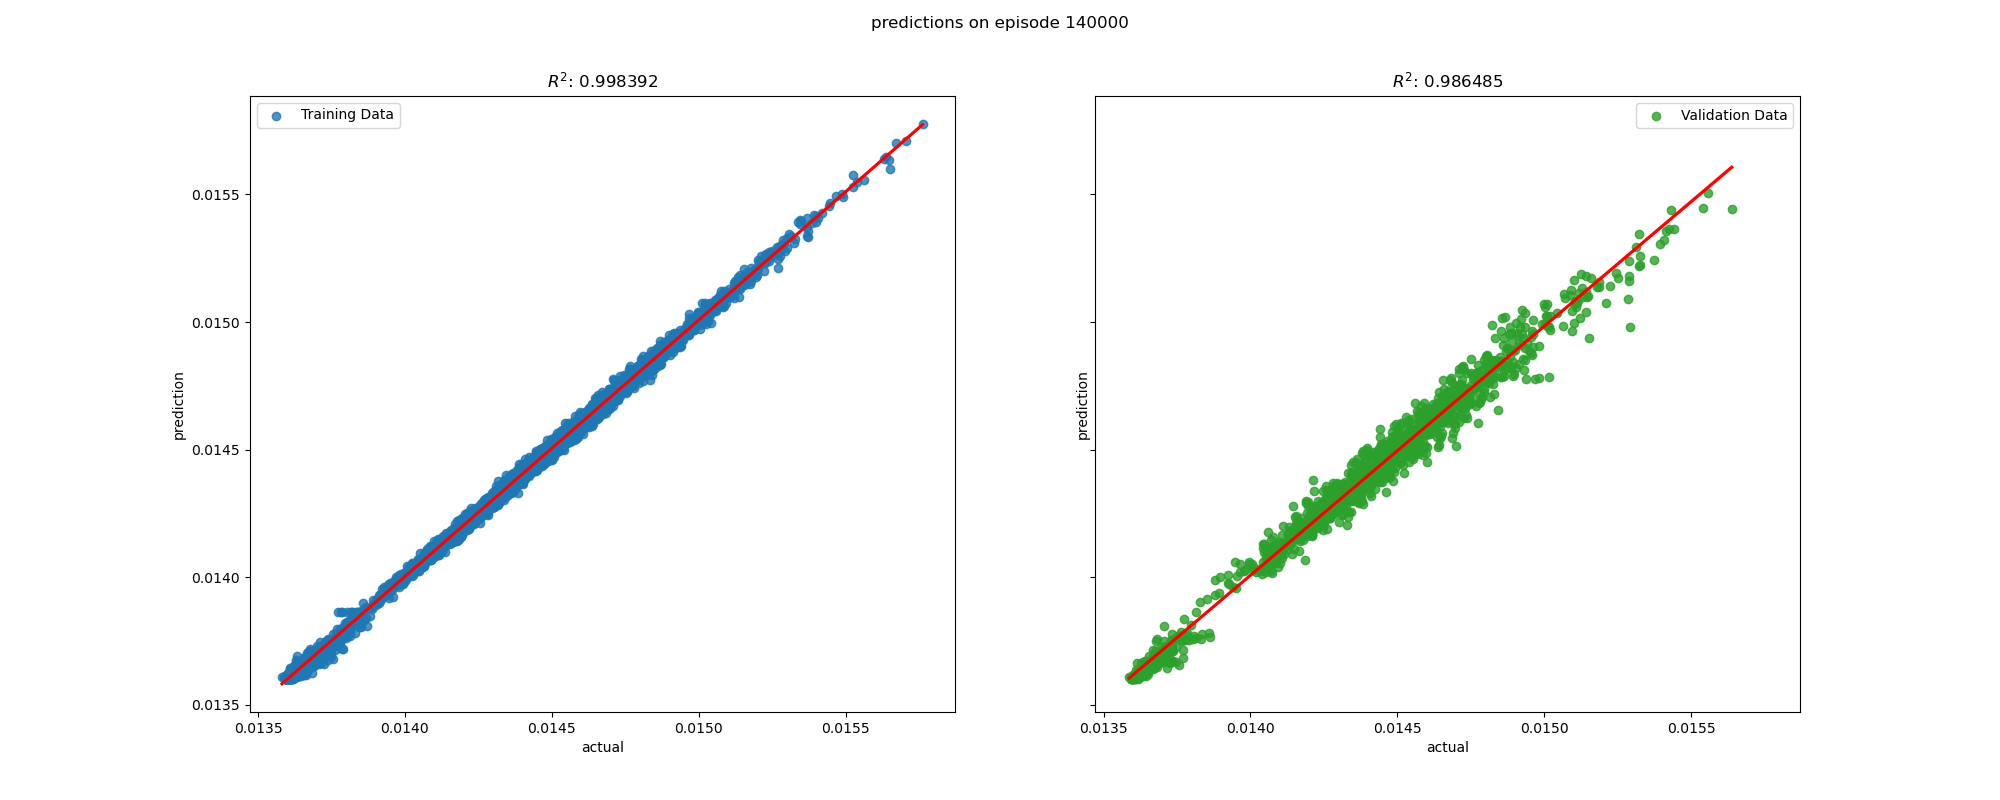 predictions on episode 140000
R²: 0.998392
Training Data
0.0155
0.0150
0.0145
0.0140
0.0135
prediction
0.0135 0.0140 0.0145 0.0150 0.0155
actual
R²: 0.986485
Validation Data
prediction
0.0135 0.0140 0.0145 0.0150 0.0155
actual